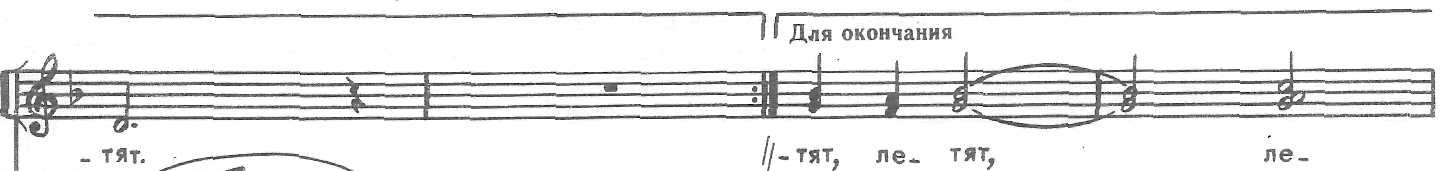 Для окончания
- тят. //- тят, ле- тят, ле-